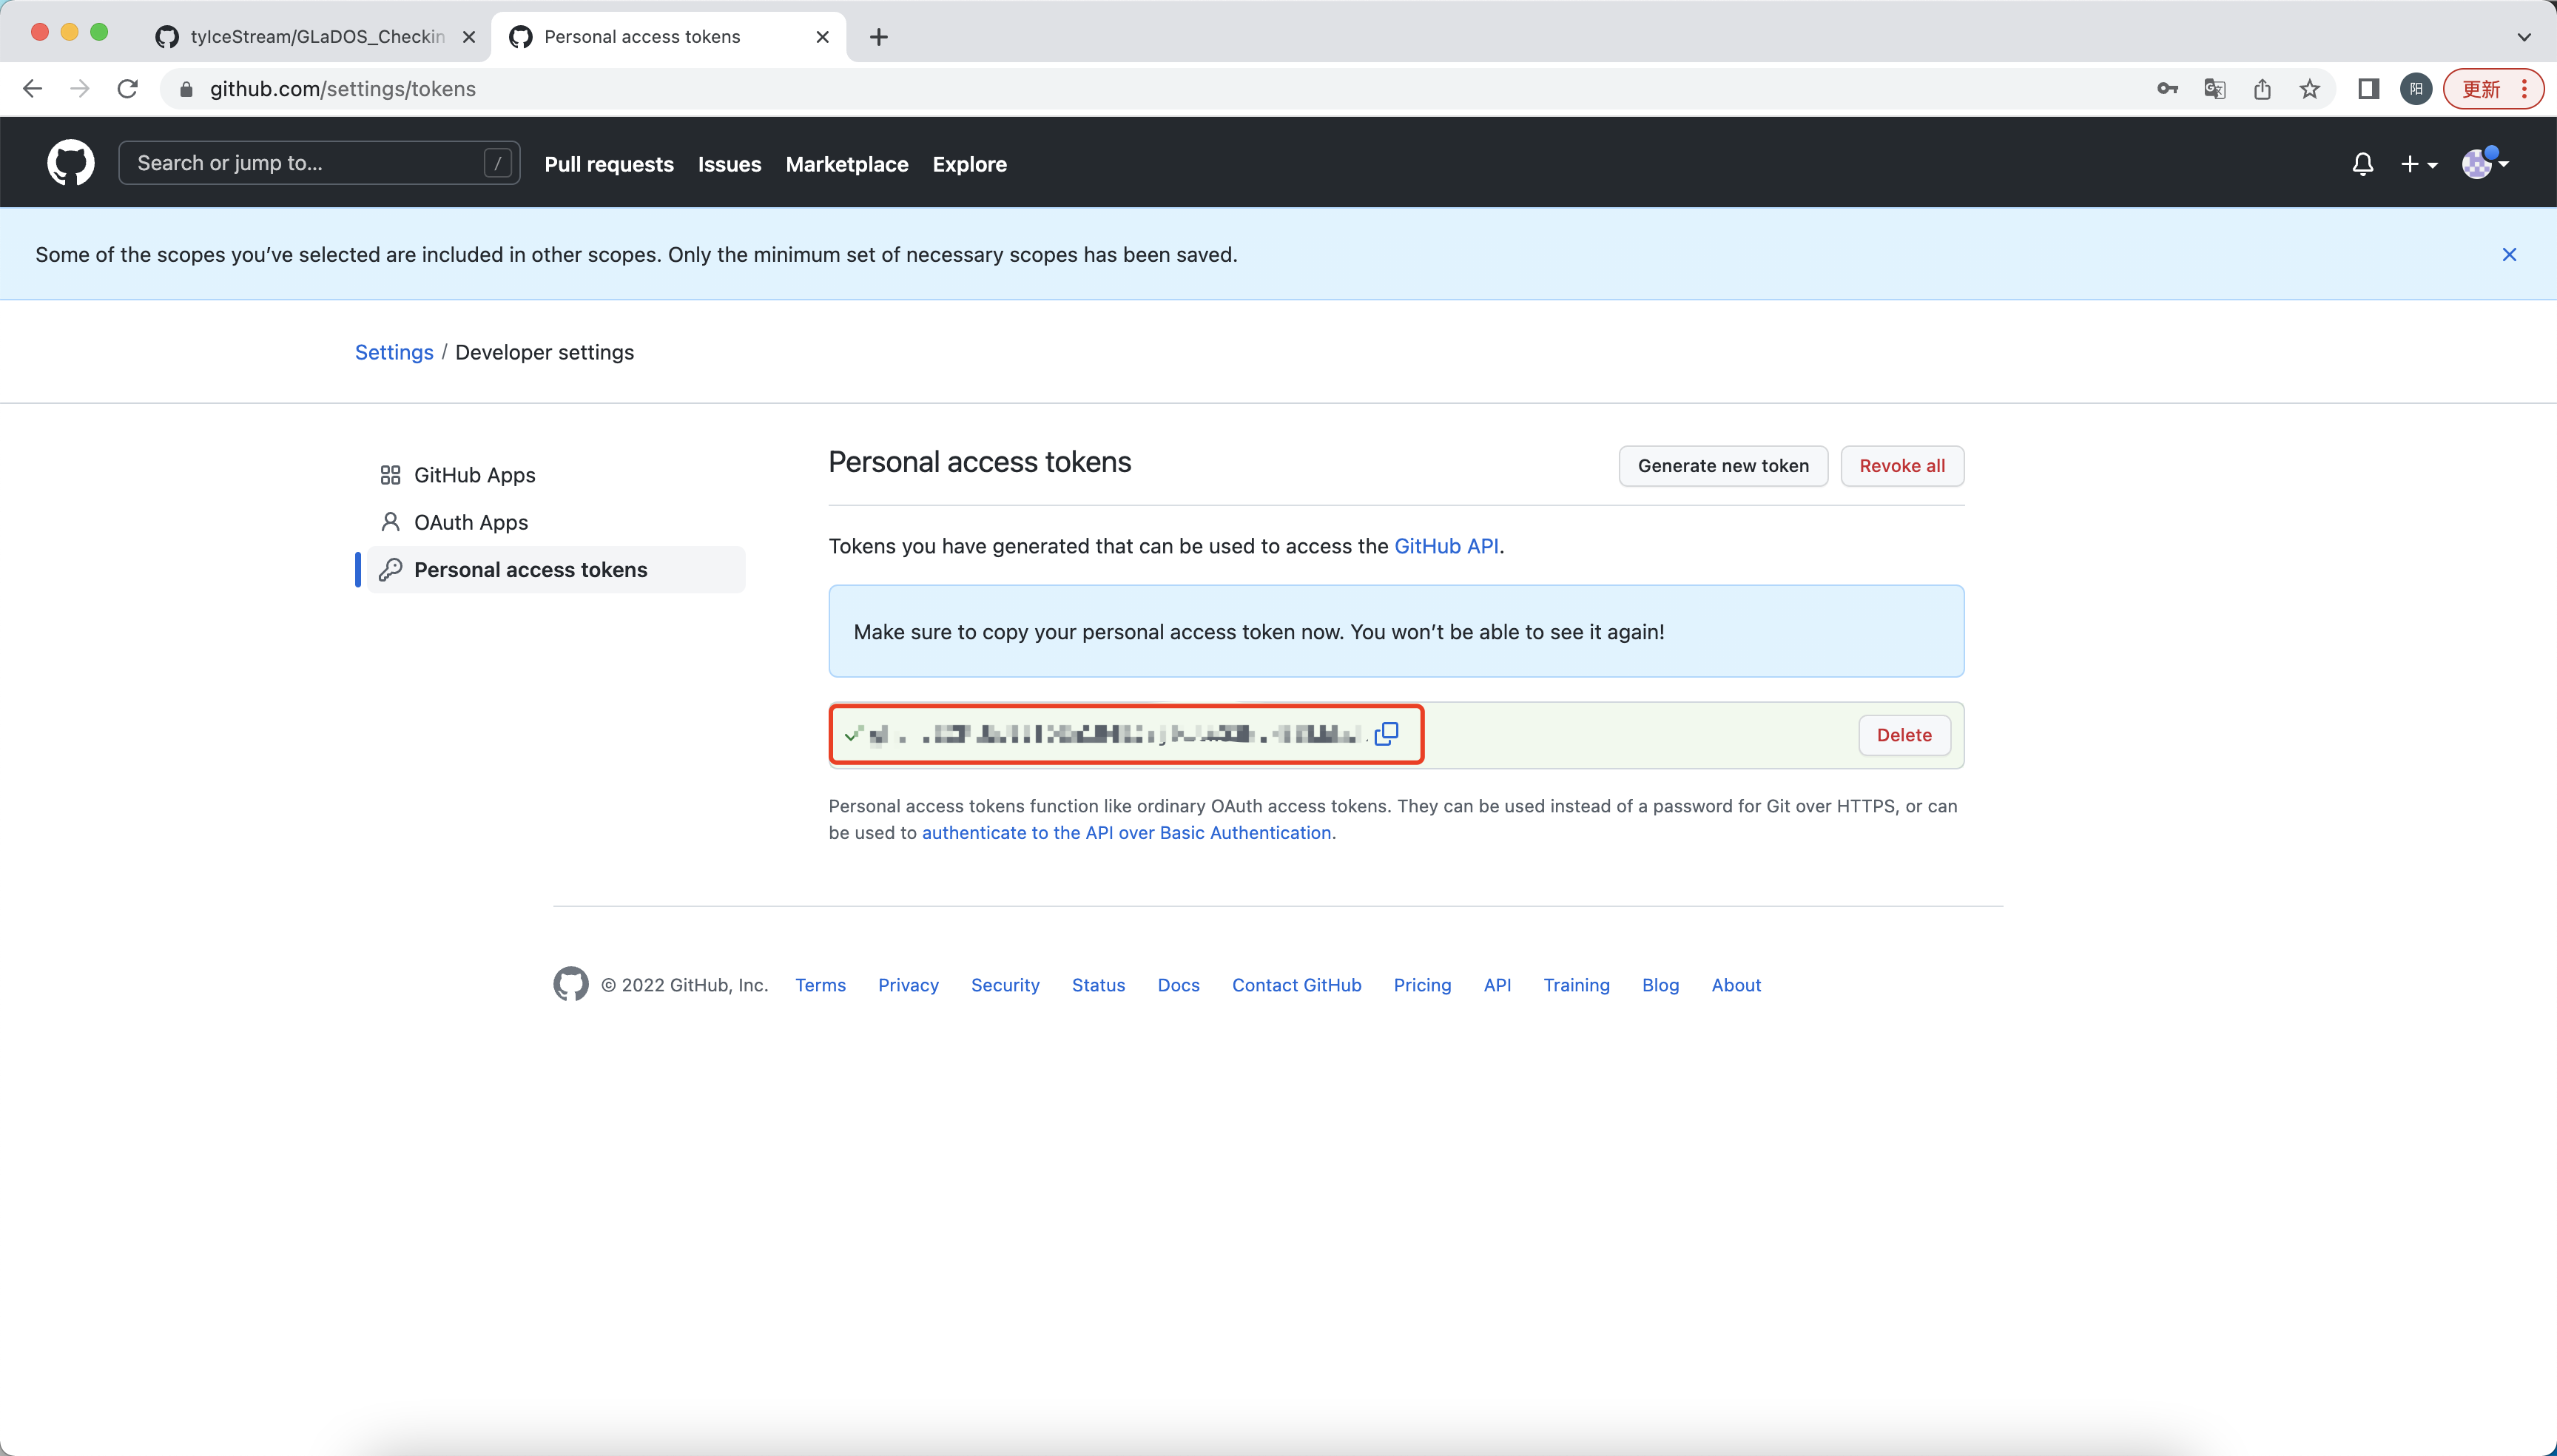 tyIceStream/GLaDOS_Checkin
Personal access tokens
github.com/settings/tokens
阳
更新
Search or jump to...
/
Pull requests
Issues
Marketplace
Explore
Some of the scopes you’ve selected are included in other scopes. Only the minimum set of necessary scopes has been saved.
Settings / Developer settings
GitHub Apps
OAuth Apps
Personal access tokens
Personal access tokens
Generate new token
Revoke all
Tokens you have generated that can be used to access the GitHub API.
Make sure to copy your personal access token now. You won’t be able to see it again!
Delete
Personal access tokens function like ordinary OAuth access tokens. They can be used instead of a password for Git over HTTPS, or can
be used to authenticate to the API over Basic Authentication.
© 2022 GitHub, Inc.
Terms
Privacy
Security
Status
Docs
Contact GitHub
Pricing
API
Training
Blog
About